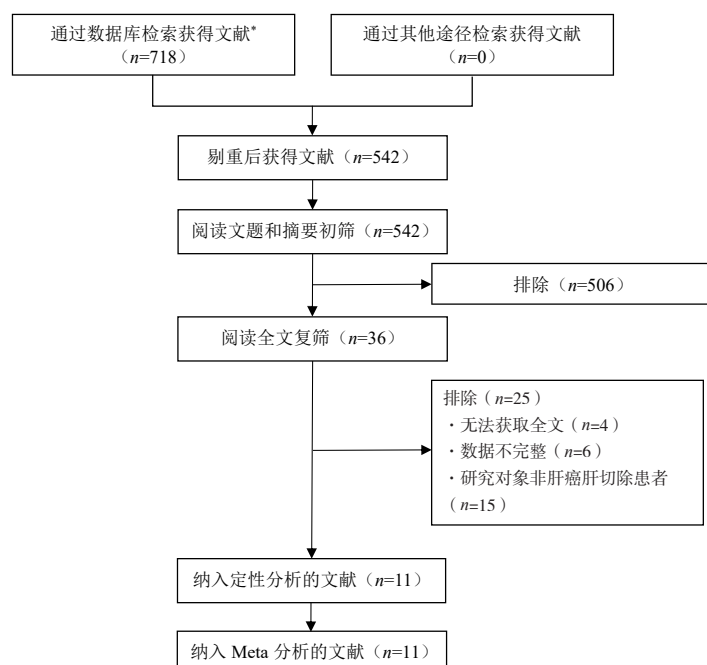 通过数据库检索获得文献*
（n=718）
通过其他途径检索获得文献
（n=0）
剔重后获得文献（n=542）
阅读文题和摘要初筛（n=542）
排除（n=506）
阅读全文复筛（n=36）
排除（n=25）
·无法获取全文（n=4）
·数据不完整（n=6）
·研究对象非肝癌肝切除患者
（n=15）
纳入定性分析的文献（n=11）
纳入 Meta 分析的文献（n=11）